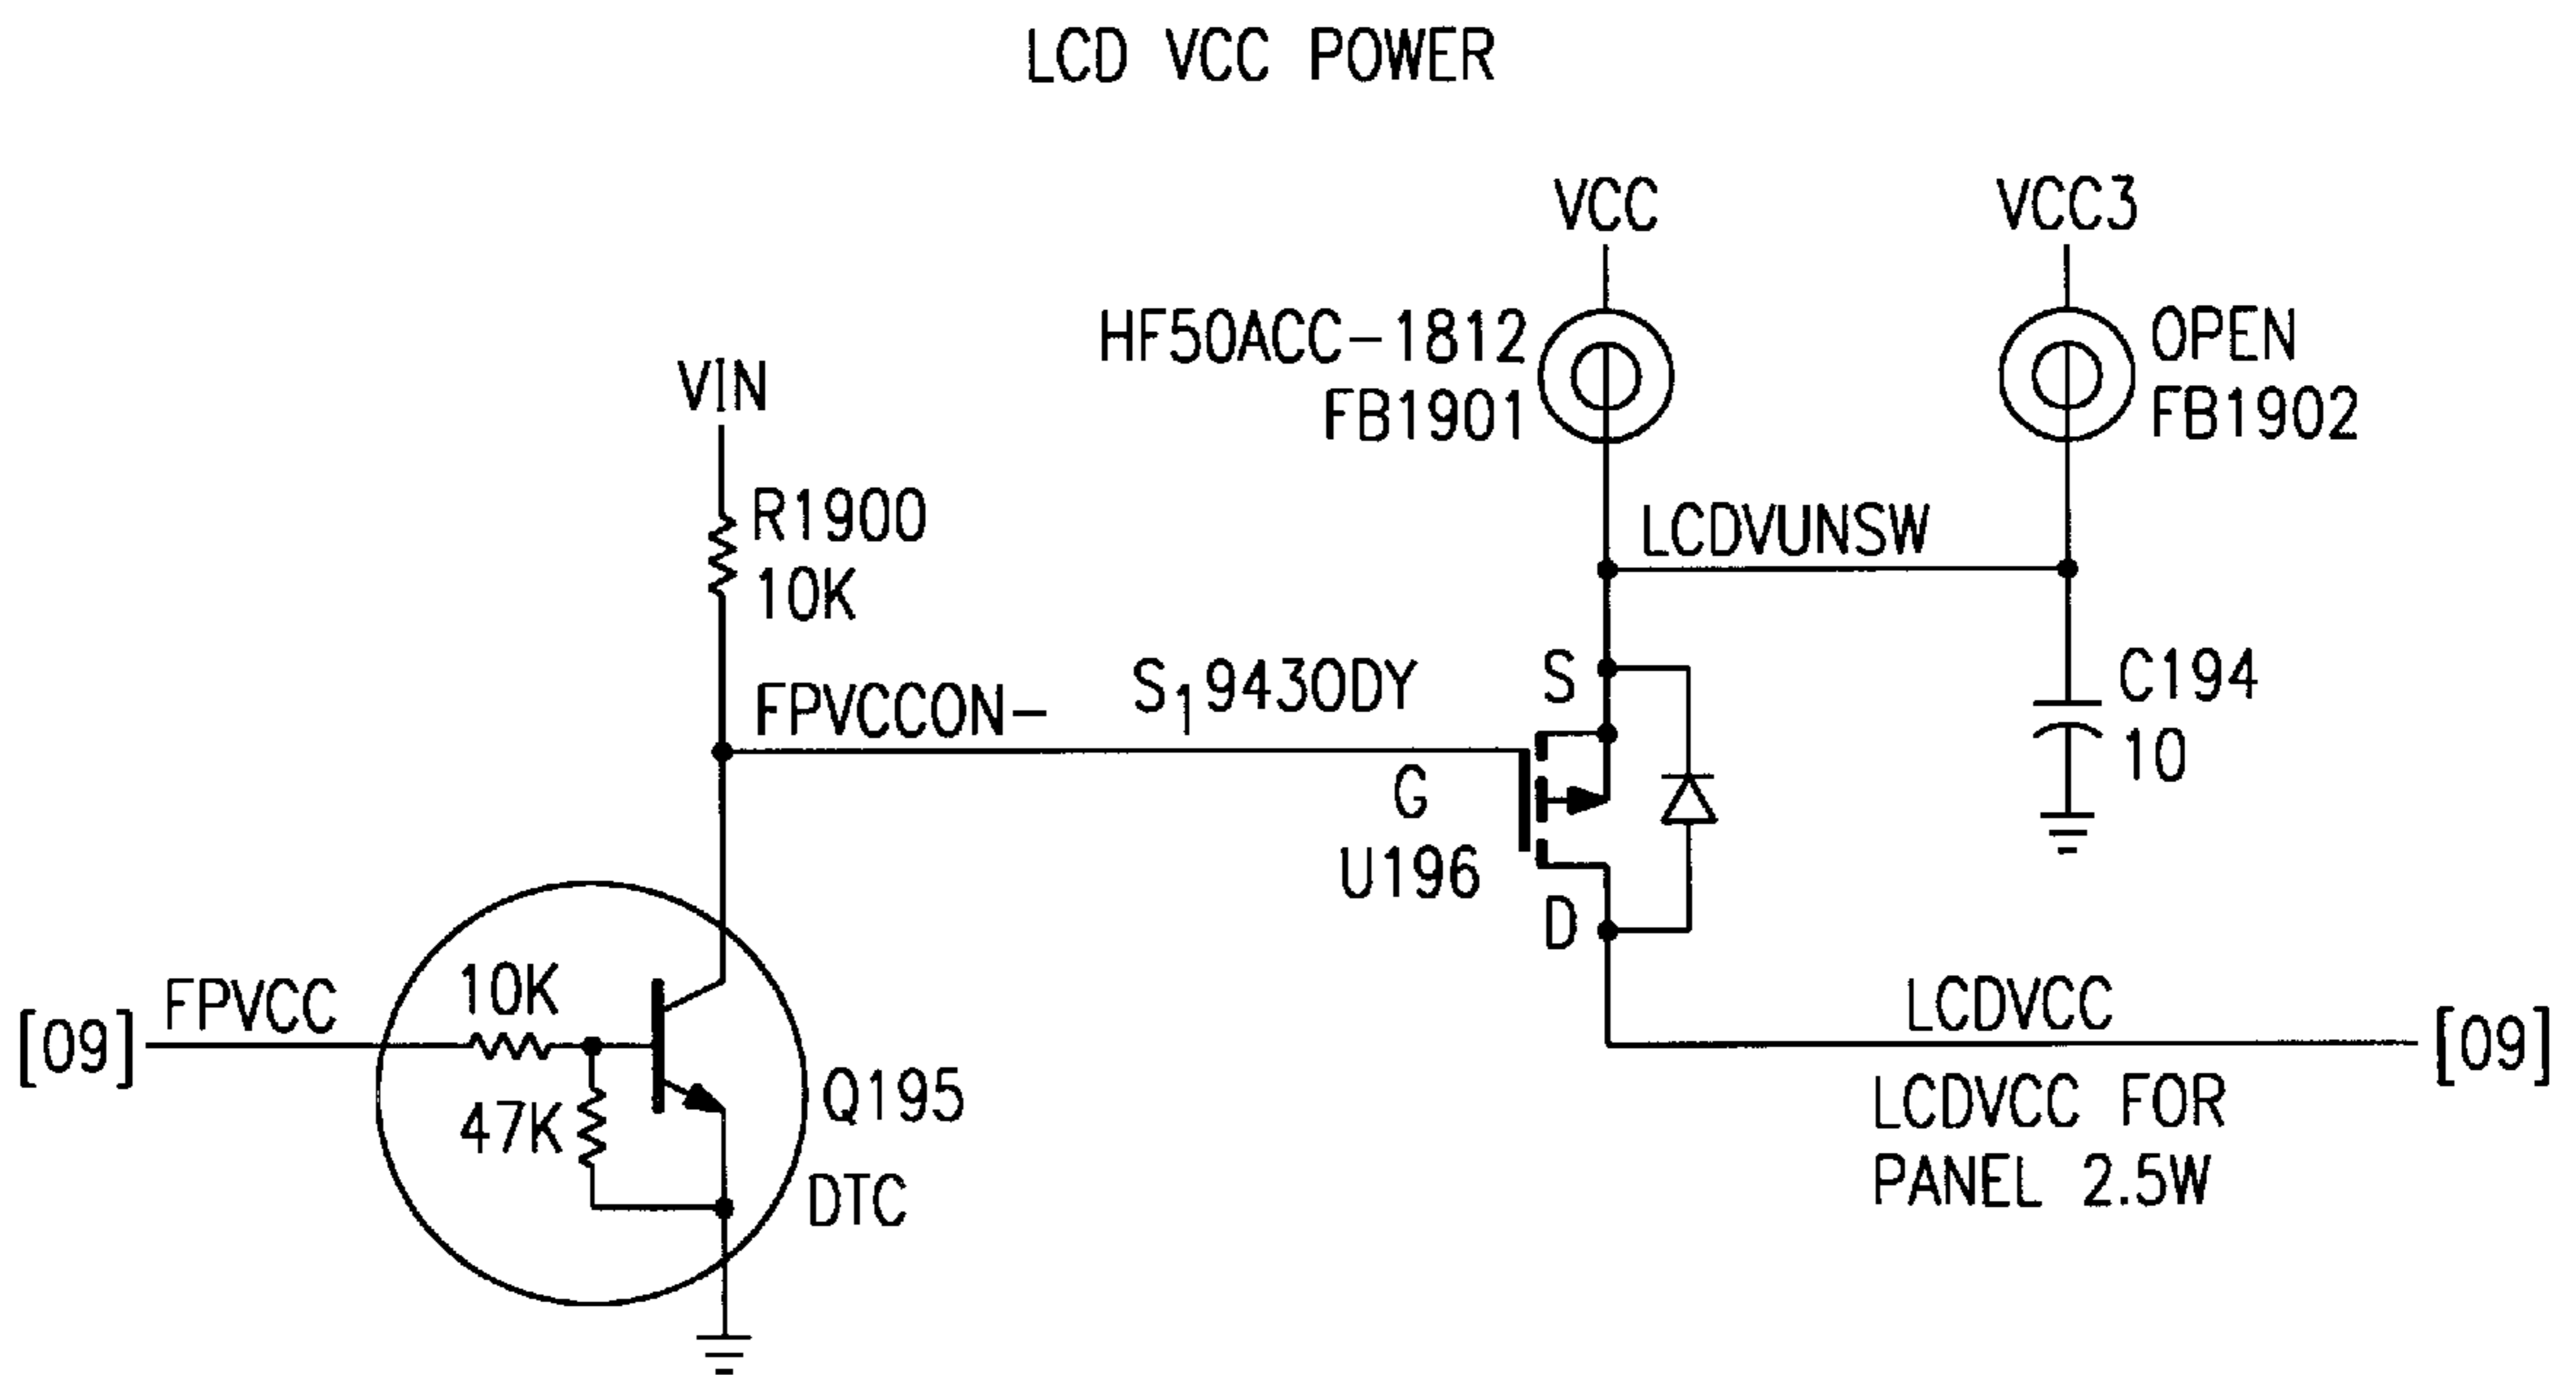 LCD VCC POWER
VCC
VCC3
HF50ACC-1812
FB1901
OPEN
FB1902
VIN
R1900
10K
LCDVUNSW
FPVCCON-
S19430DY
S
G
U196
D
C194
10
[09]
FPVCC
10K
47K
Q195
DTC
LCDVCC
[09]
LCDVCC FOR
PANEL 2.5W